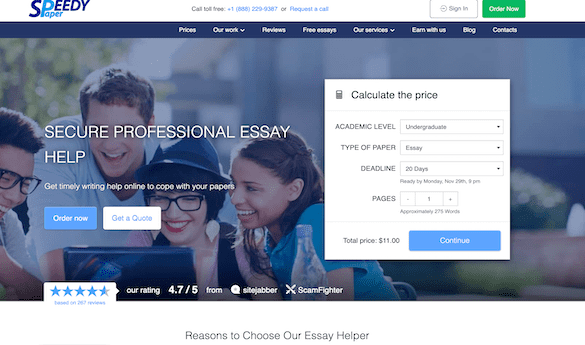 SPEEDY
Paper
Call toll free: +1 (888) 229-9387 or Request a call
Sign In
Order Now
Prices Our work Reviews Free essays Our services Earn with us Blog Contacts
SECURE PROFESSIONAL ESSAY
HELP
Get timely writing help online to cope with your papers
Order now
Get a Quote
Calculate the price
ACADEMIC LEVEL Undergraduate
TYPE OF PAPER Essay
DEADLINE 20 Days
Ready by Monday, Nov 29th, 9 pm
PAGES - 1 +
Approximately 275 Words
Total price: $11.00 Continue
our rating 4.7 / 5 from sitejabber ScamFighter
based on 267 reviews
Reasons to Choose Our Essay Helper